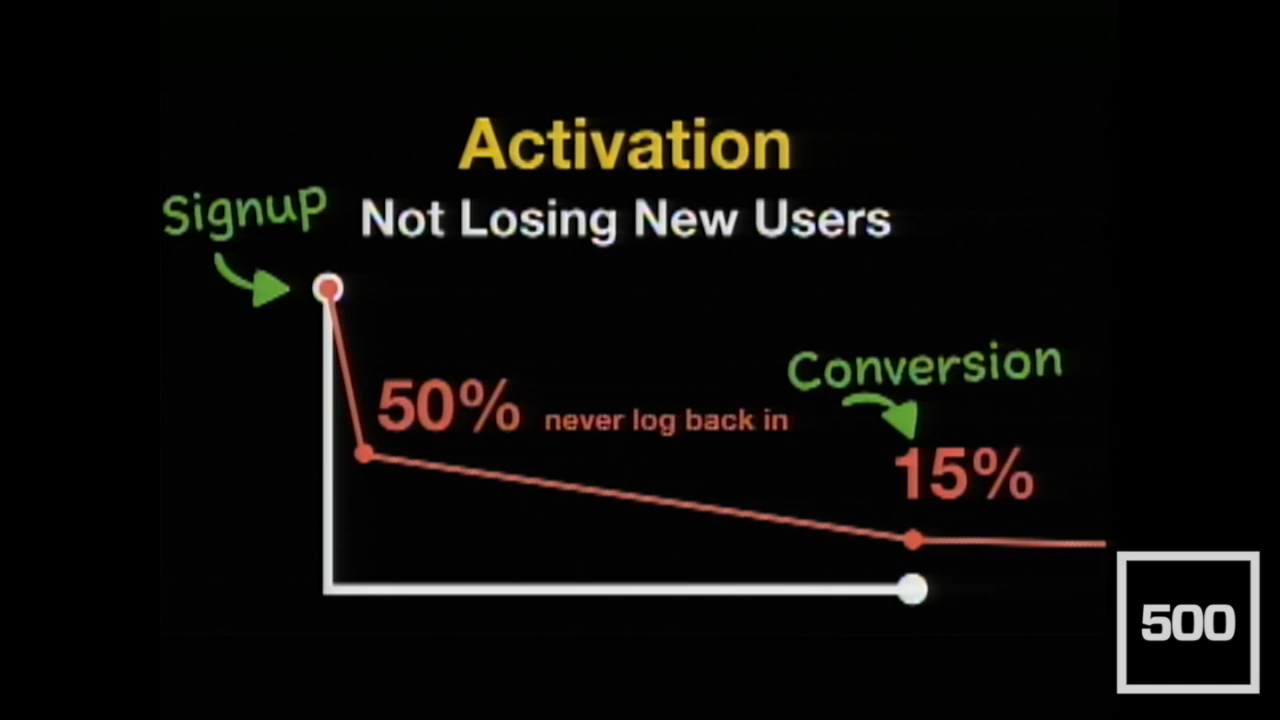 Activation
Signup
Not Losing New Users
Conversion
50% never log back in
15%
500